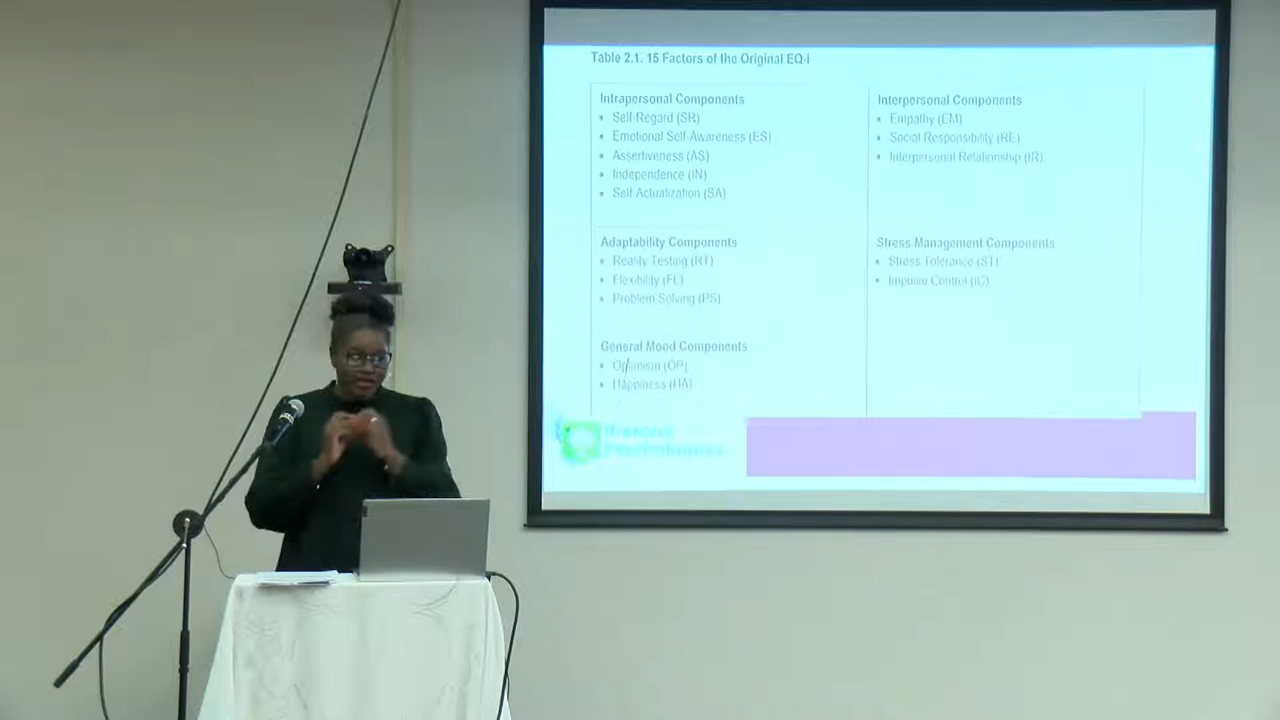 Table 2.1. 15 Factors of the Original EQ-i
Intrapersonal Components
• Self-Regard (SR)
• Emotional Self-Awareness (ES)
• Assertiveness (AS)
• Independence (IN)
• Self-Actualization (SA)
Interpersonal Components
• Empathy (EM)
• Social Responsibility (RE)
• Interpersonal Relationship (IR)
Adaptability Components
• Reality Testing (RT)
• Flexibility (FL)
• Problem Solving (PS)
Stress Management Components
• Stress Tolerance (ST)
• Impulse Control (IC)
General Mood Components
• Optimism (OP)
• Happiness (HA)